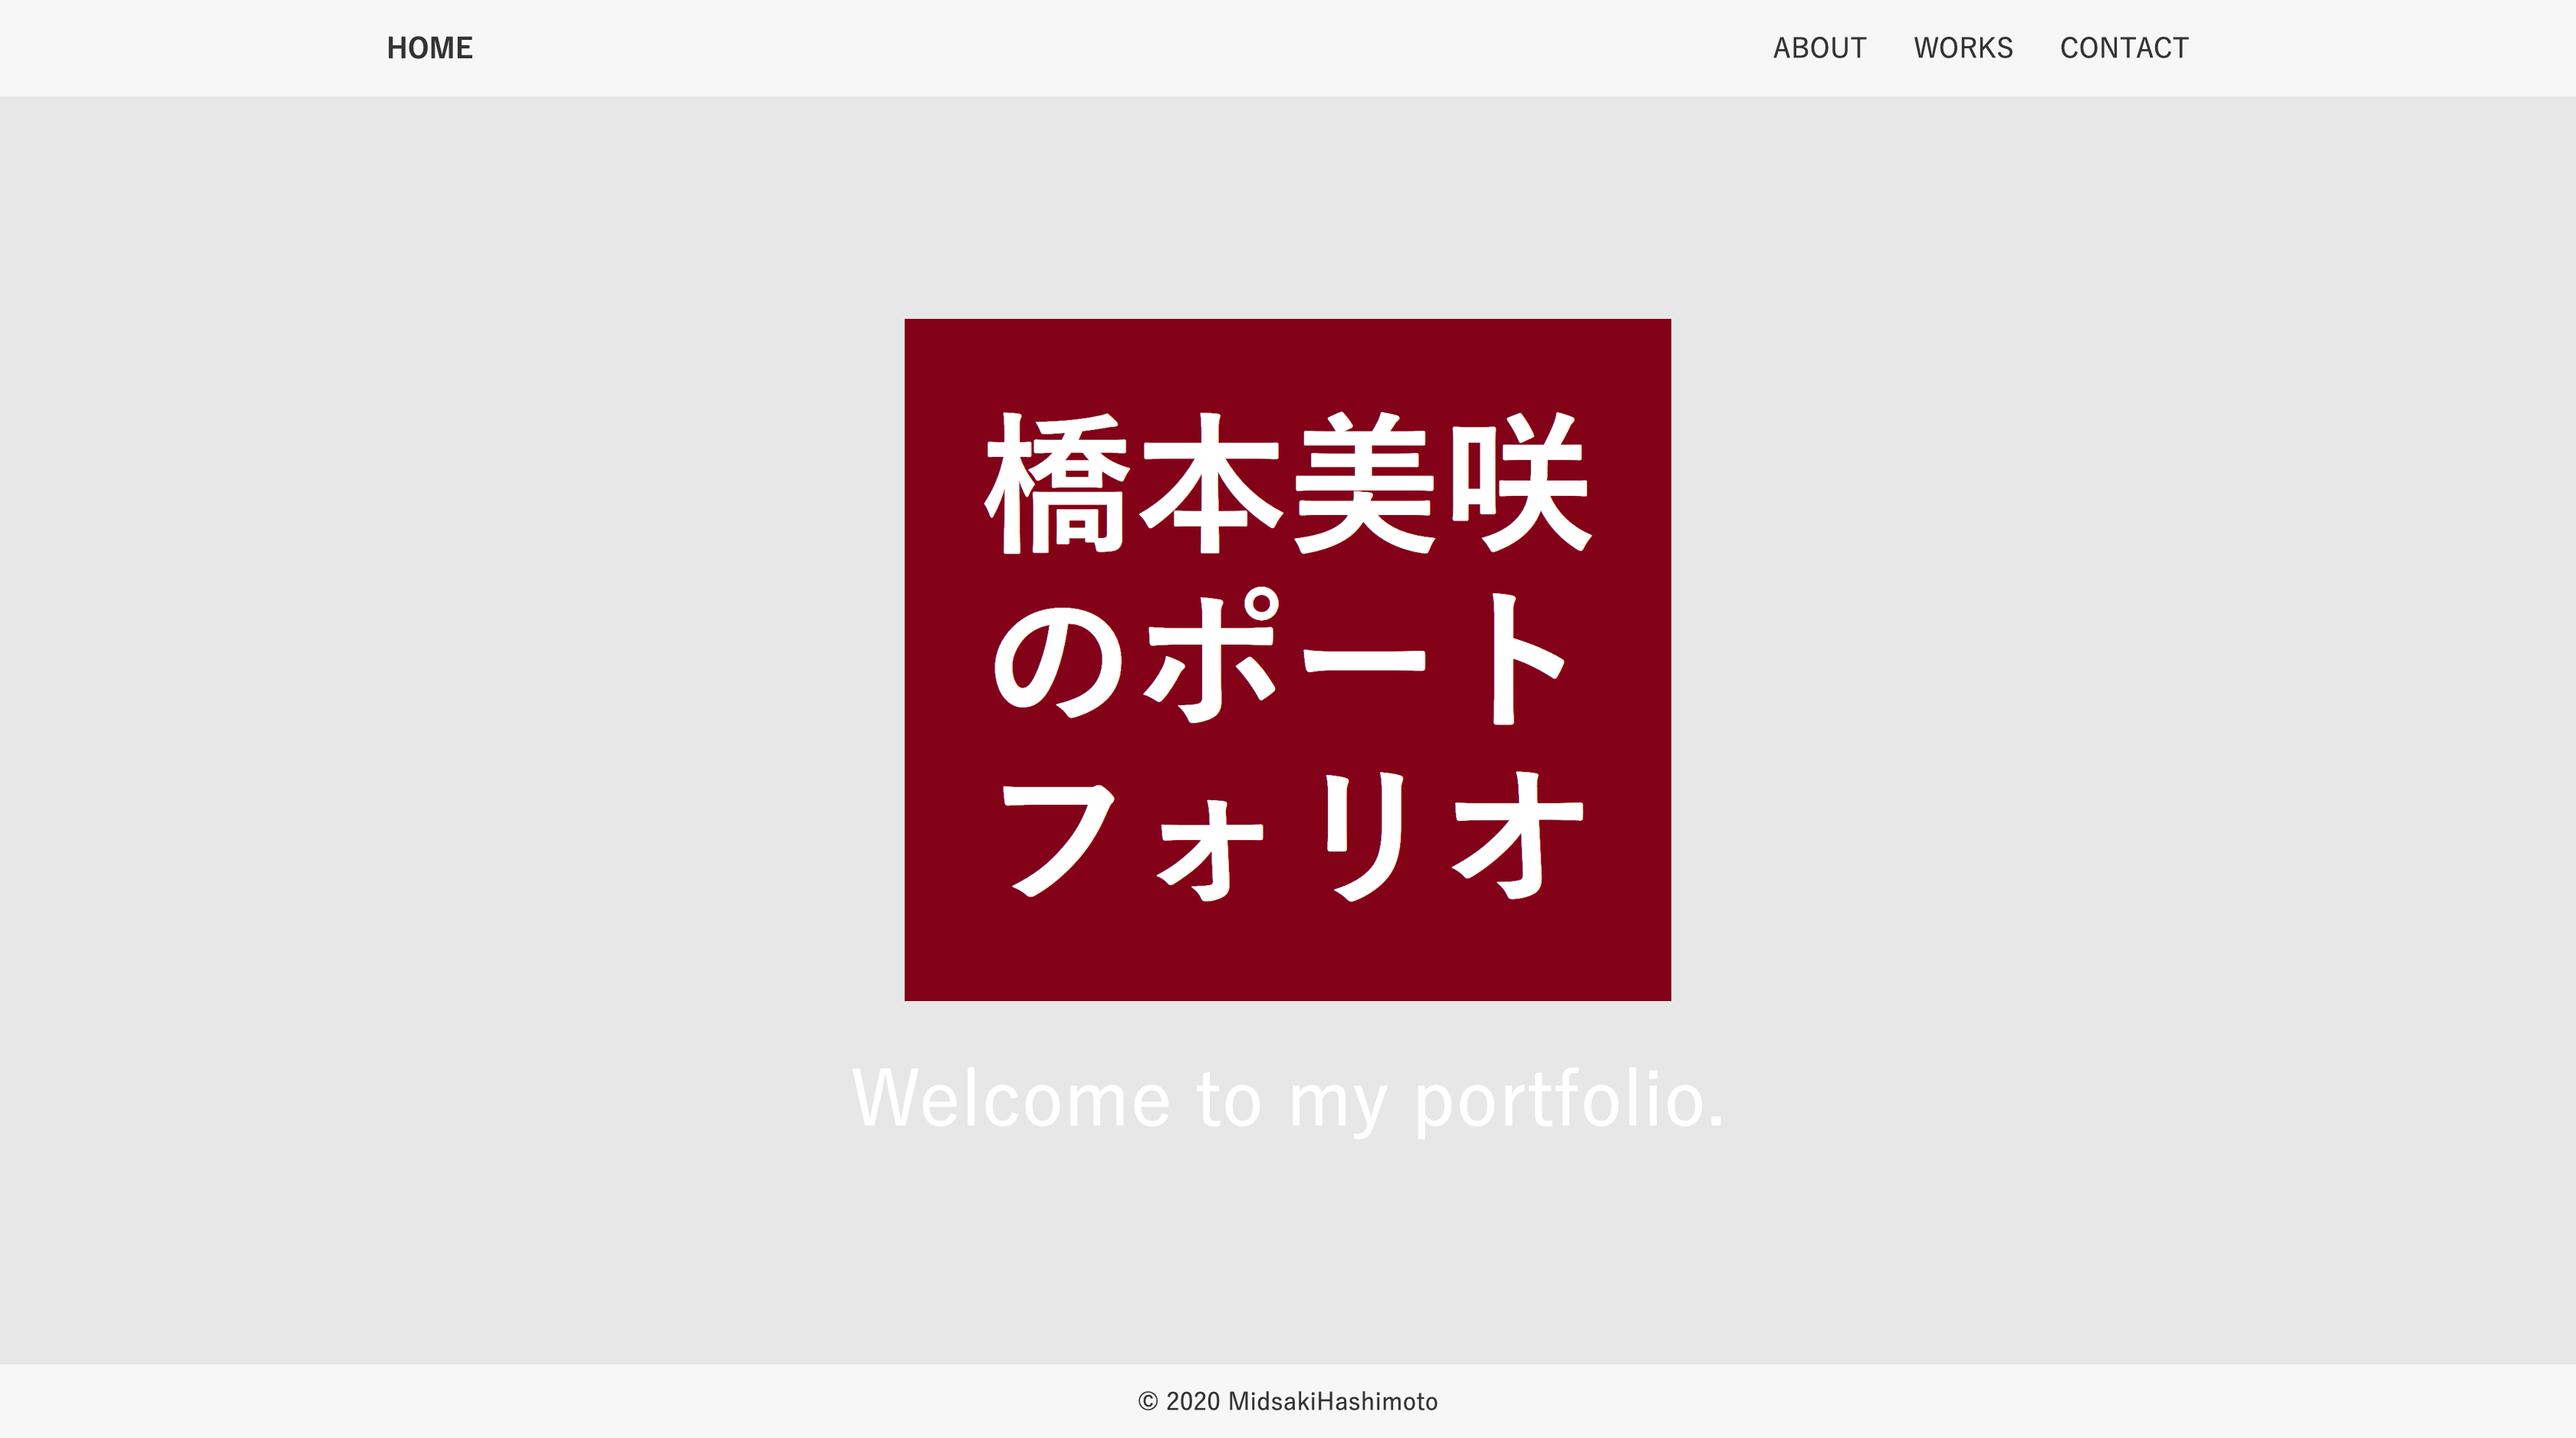 HOME
ABOUT WORKS CONTACT
橋本美咲
のポート
フォリオ
Welcome to my portfolio.
© 2020 MidsakiHashimoto